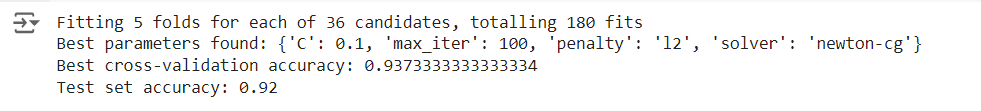 Fitting 5 folds for each of 36 candidates, totalling 180 fits
Best parameters found: {'C': 0.1, 'max_iter': 100, 'penalty': 'l2', 'solver': 'newton-cg'}
Best cross-validation accuracy: 0.9373333333333334
Test set accuracy: 0.92